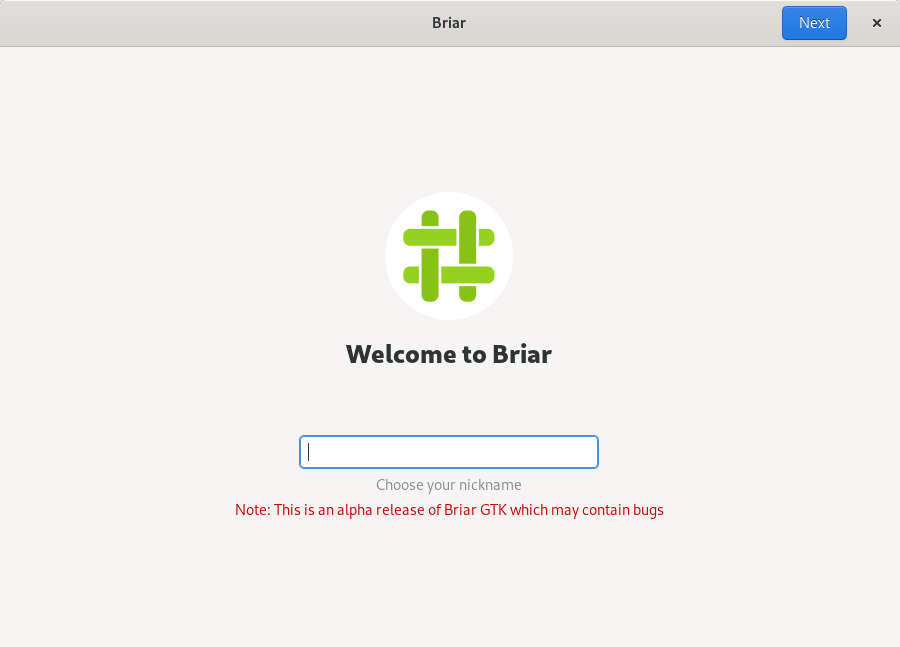 Briar
Next
Welcome to Briar
Choose your nickname
Note: This is an alpha release of Briar GTK which may contain bugs